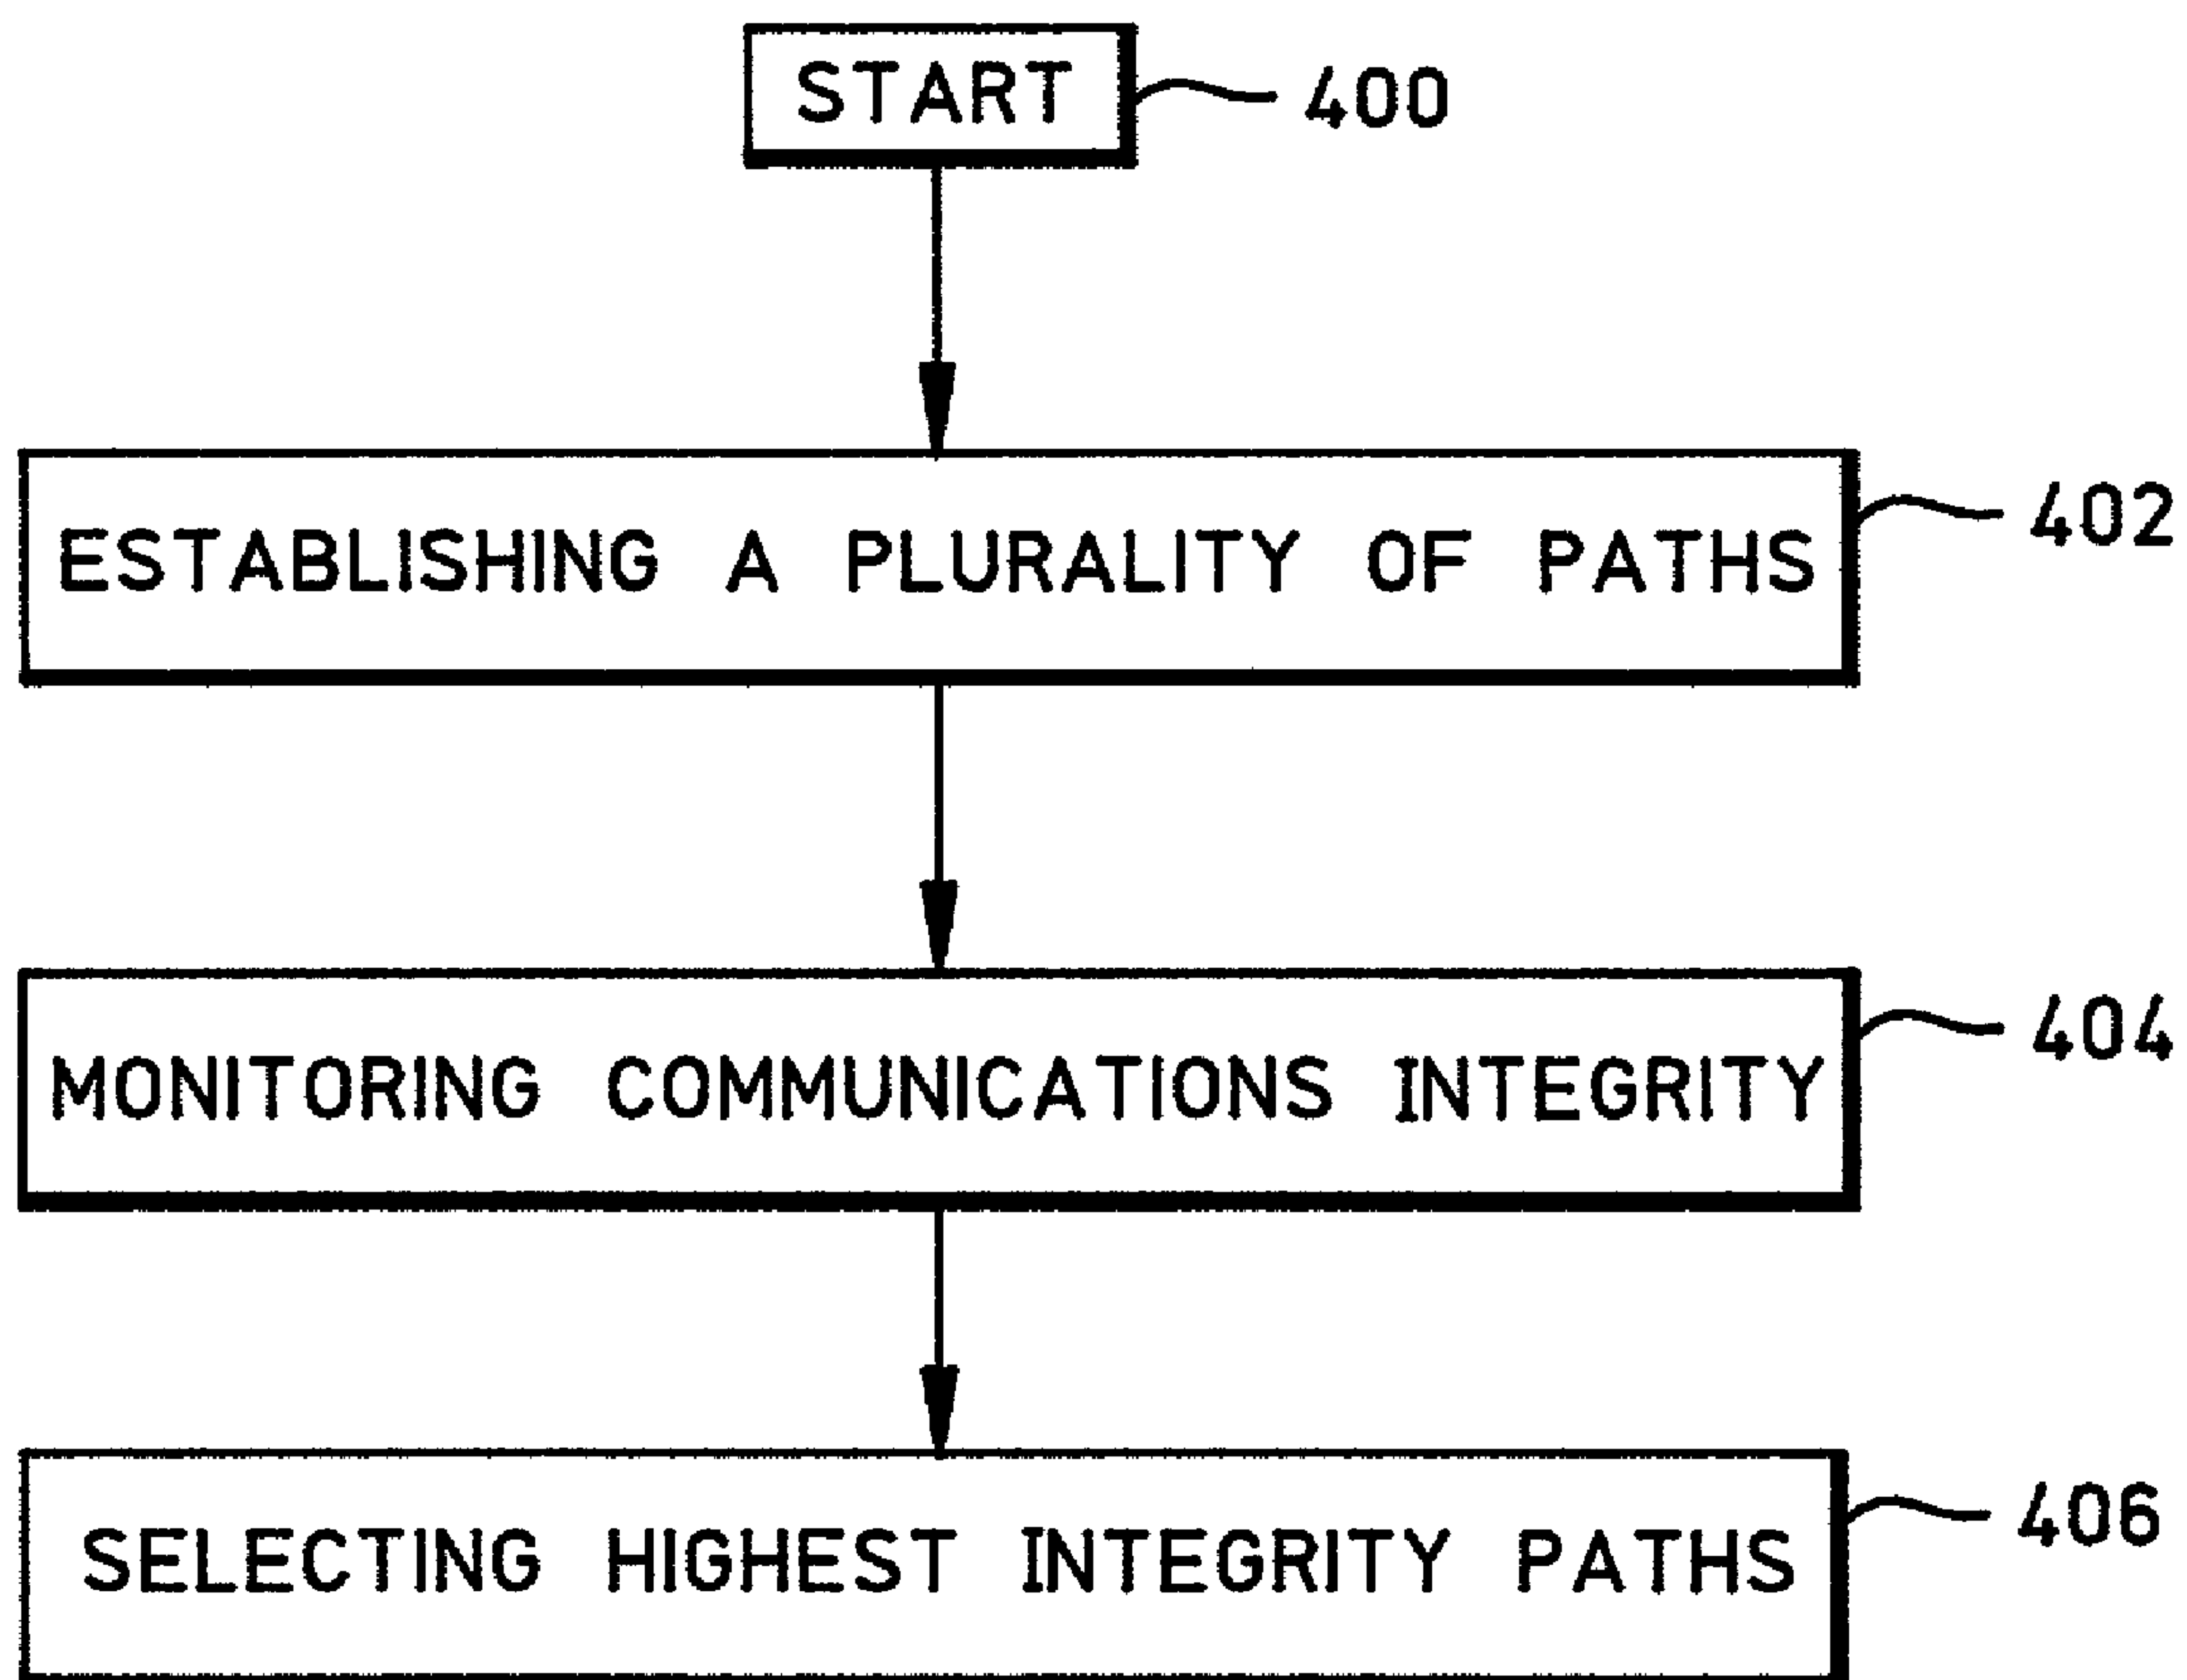 START
400
ESTABLISHING A PLURALITY OF PATHS
402
MONITORING COMMUNICATIONS INTEGRITY
404
SELECTING HIGHEST INTEGRITY PATHS
406